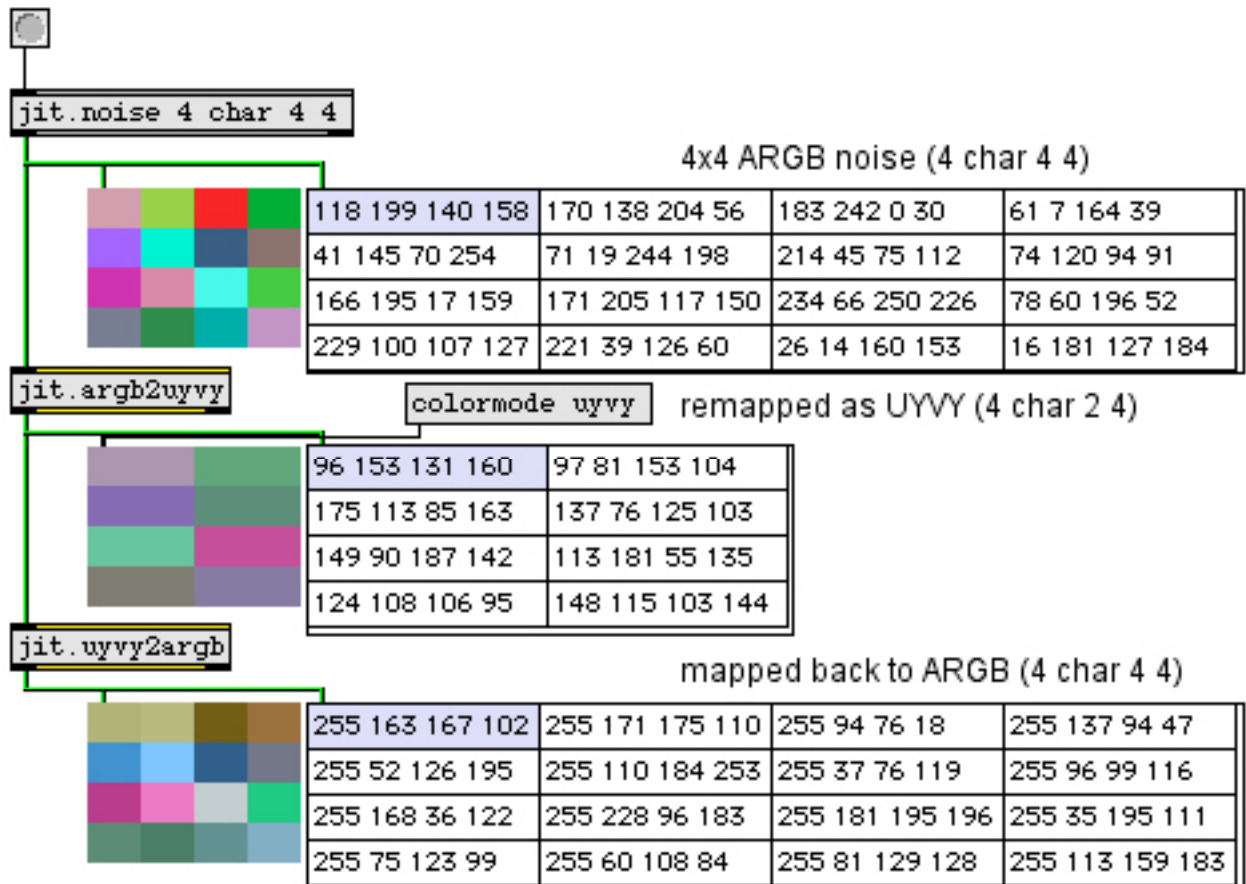 jit.noise 4 char 4 4
4x4 ARGB noise (4 char 4 4)
118 199 140 158 170 138 204 56 183 242 0 30 61 7 164 39
41 145 70 254 71 19 244 198 214 45 75 112 74 120 94 91
166 195 17 159 171 205 117 150 234 66 250 226 78 60 196 52
229 100 107 127 221 39 126 60 26 14 160 153 16 181 127 184
jit.argb2uyvy
colormode uyvy
remapped as UYVY (4 char 2 4)
96 153 131 160 97 81 153 104
175 113 85 163 137 76 125 103
149 90 187 142 113 181 55 135
124 108 106 95 148 115 103 144
jit.uyvy2argb
mapped back to ARGB (4 char 4 4)
255 163 167 102 255 171 175 110 255 94 76 18 255 137 94 47
255 52 126 195 255 110 184 253 255 37 76 119 255 96 99 116
255 168 36 122 255 228 96 183 255 181 195 196 255 35 195 111
255 75 123 99 255 60 108 84 255 81 129 128 255 113 159 183